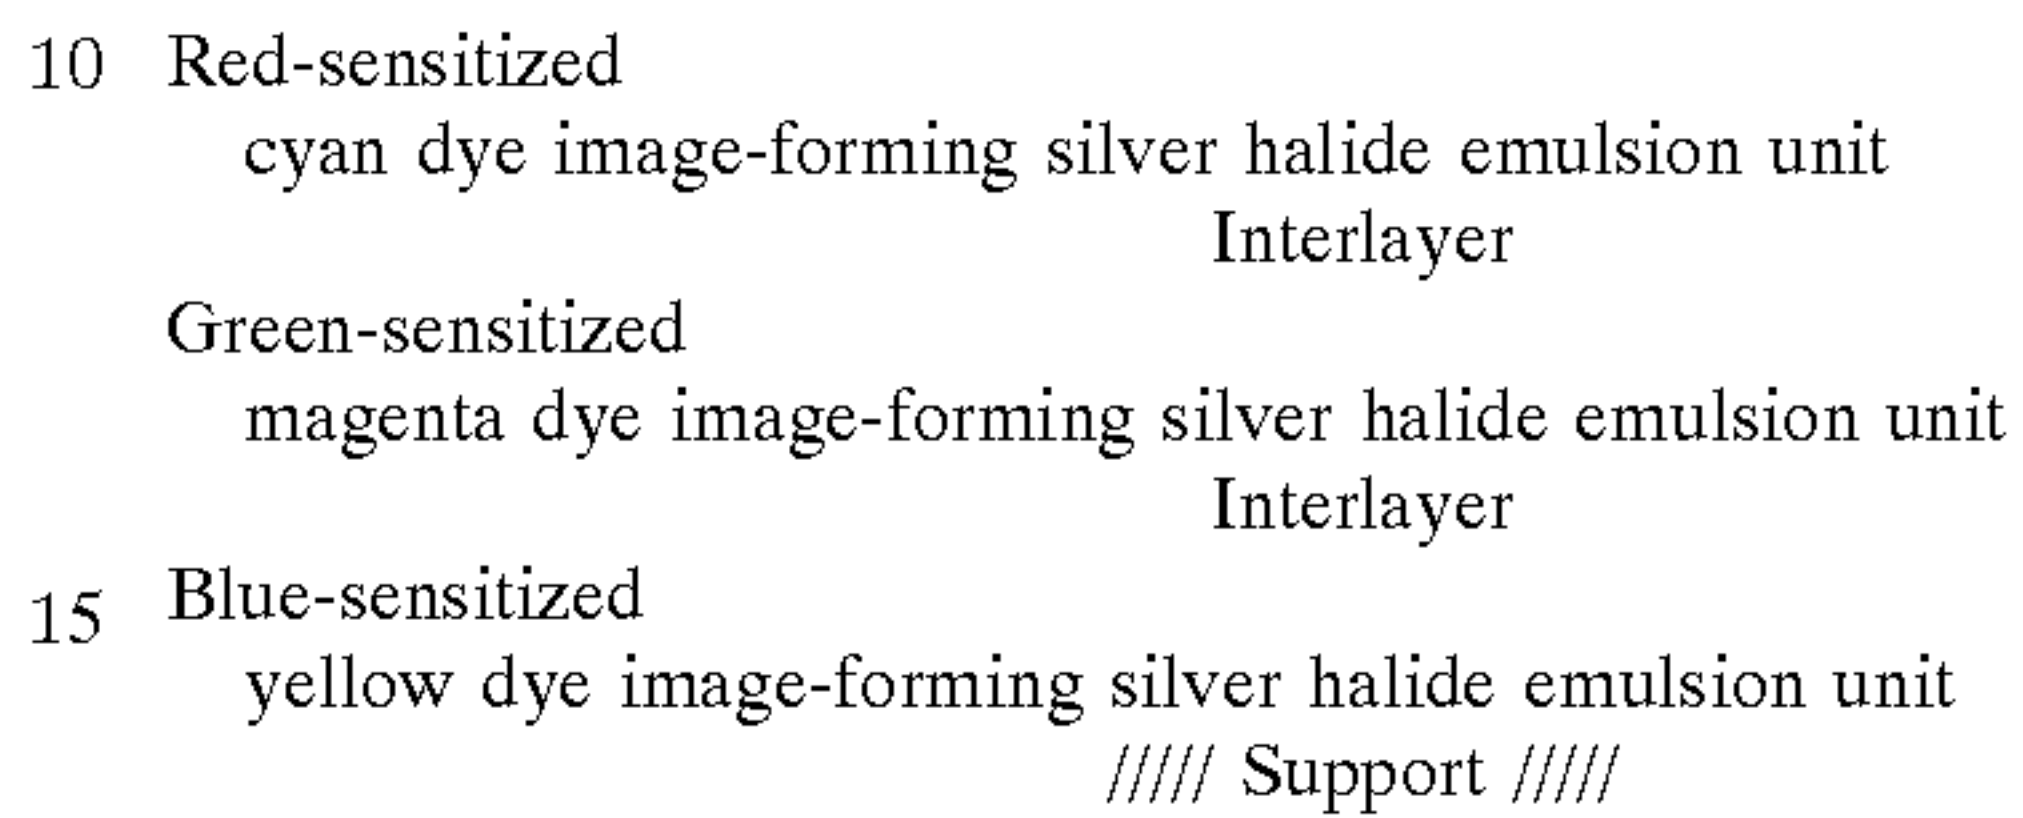 10 Red-sensitized
cyan dye image-forming silver halide emulsion unit
Interlayer
Green-sensitized
magenta dye image-forming silver halide emulsion unit
Interlayer
15 Blue-sensitized
yellow dye image-forming silver halide emulsion unit
///// Support /////